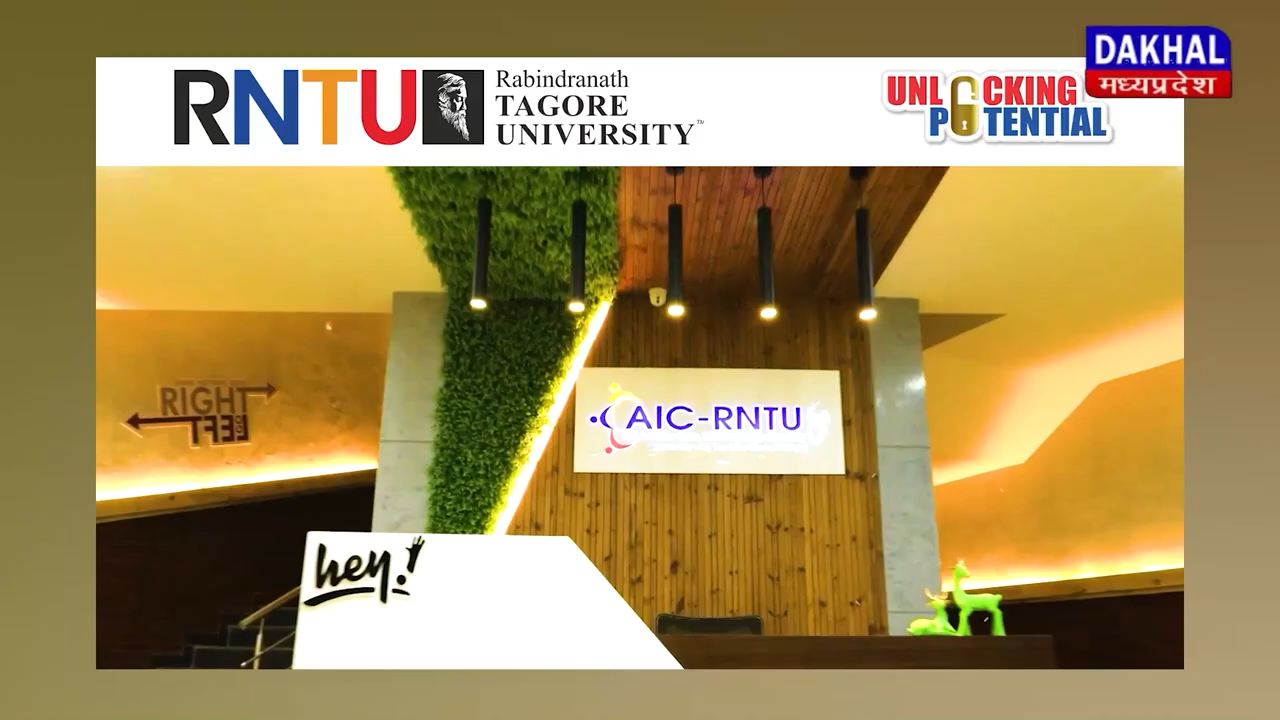 RNTU
Rabindranath
TAGORE
UNIVERSITY™
UNLOCKING
POTENTIAL
DAKHAL
मध्यप्रदेश
RIGHT
LEFT
AIC-RNTU
hey!